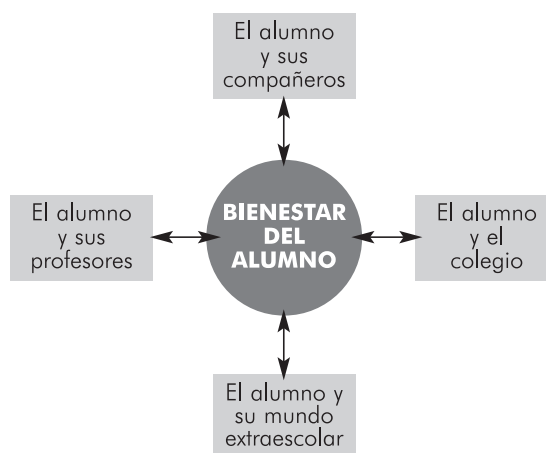 El alumno
y sus
compañeros
El alumno
y sus
profesores
BIENESTAR
DEL
ALUMNO
El alumno
y el
colegio
El alumno y
su mundo
extraescolar